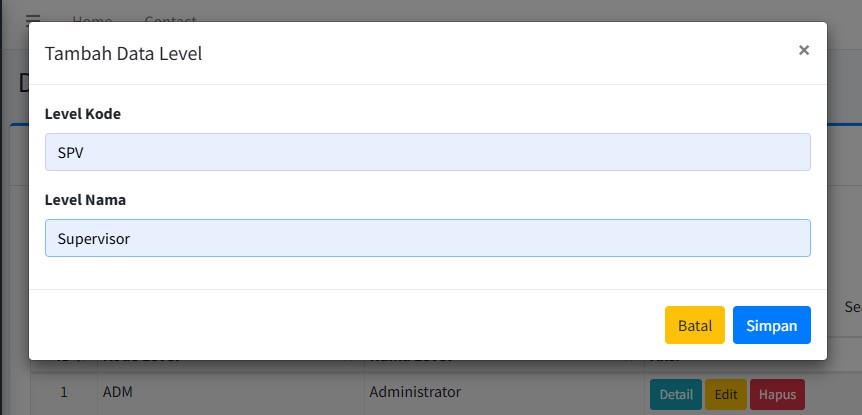 Home Contact
Tambah Data Level ×
Level Kode
SPV
Level Nama
Supervisor
Batal Simpan
1 ADM Administrator Detail Edit Hapus